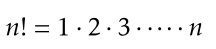 n! = 1 · 2 · 3 · · · · · n